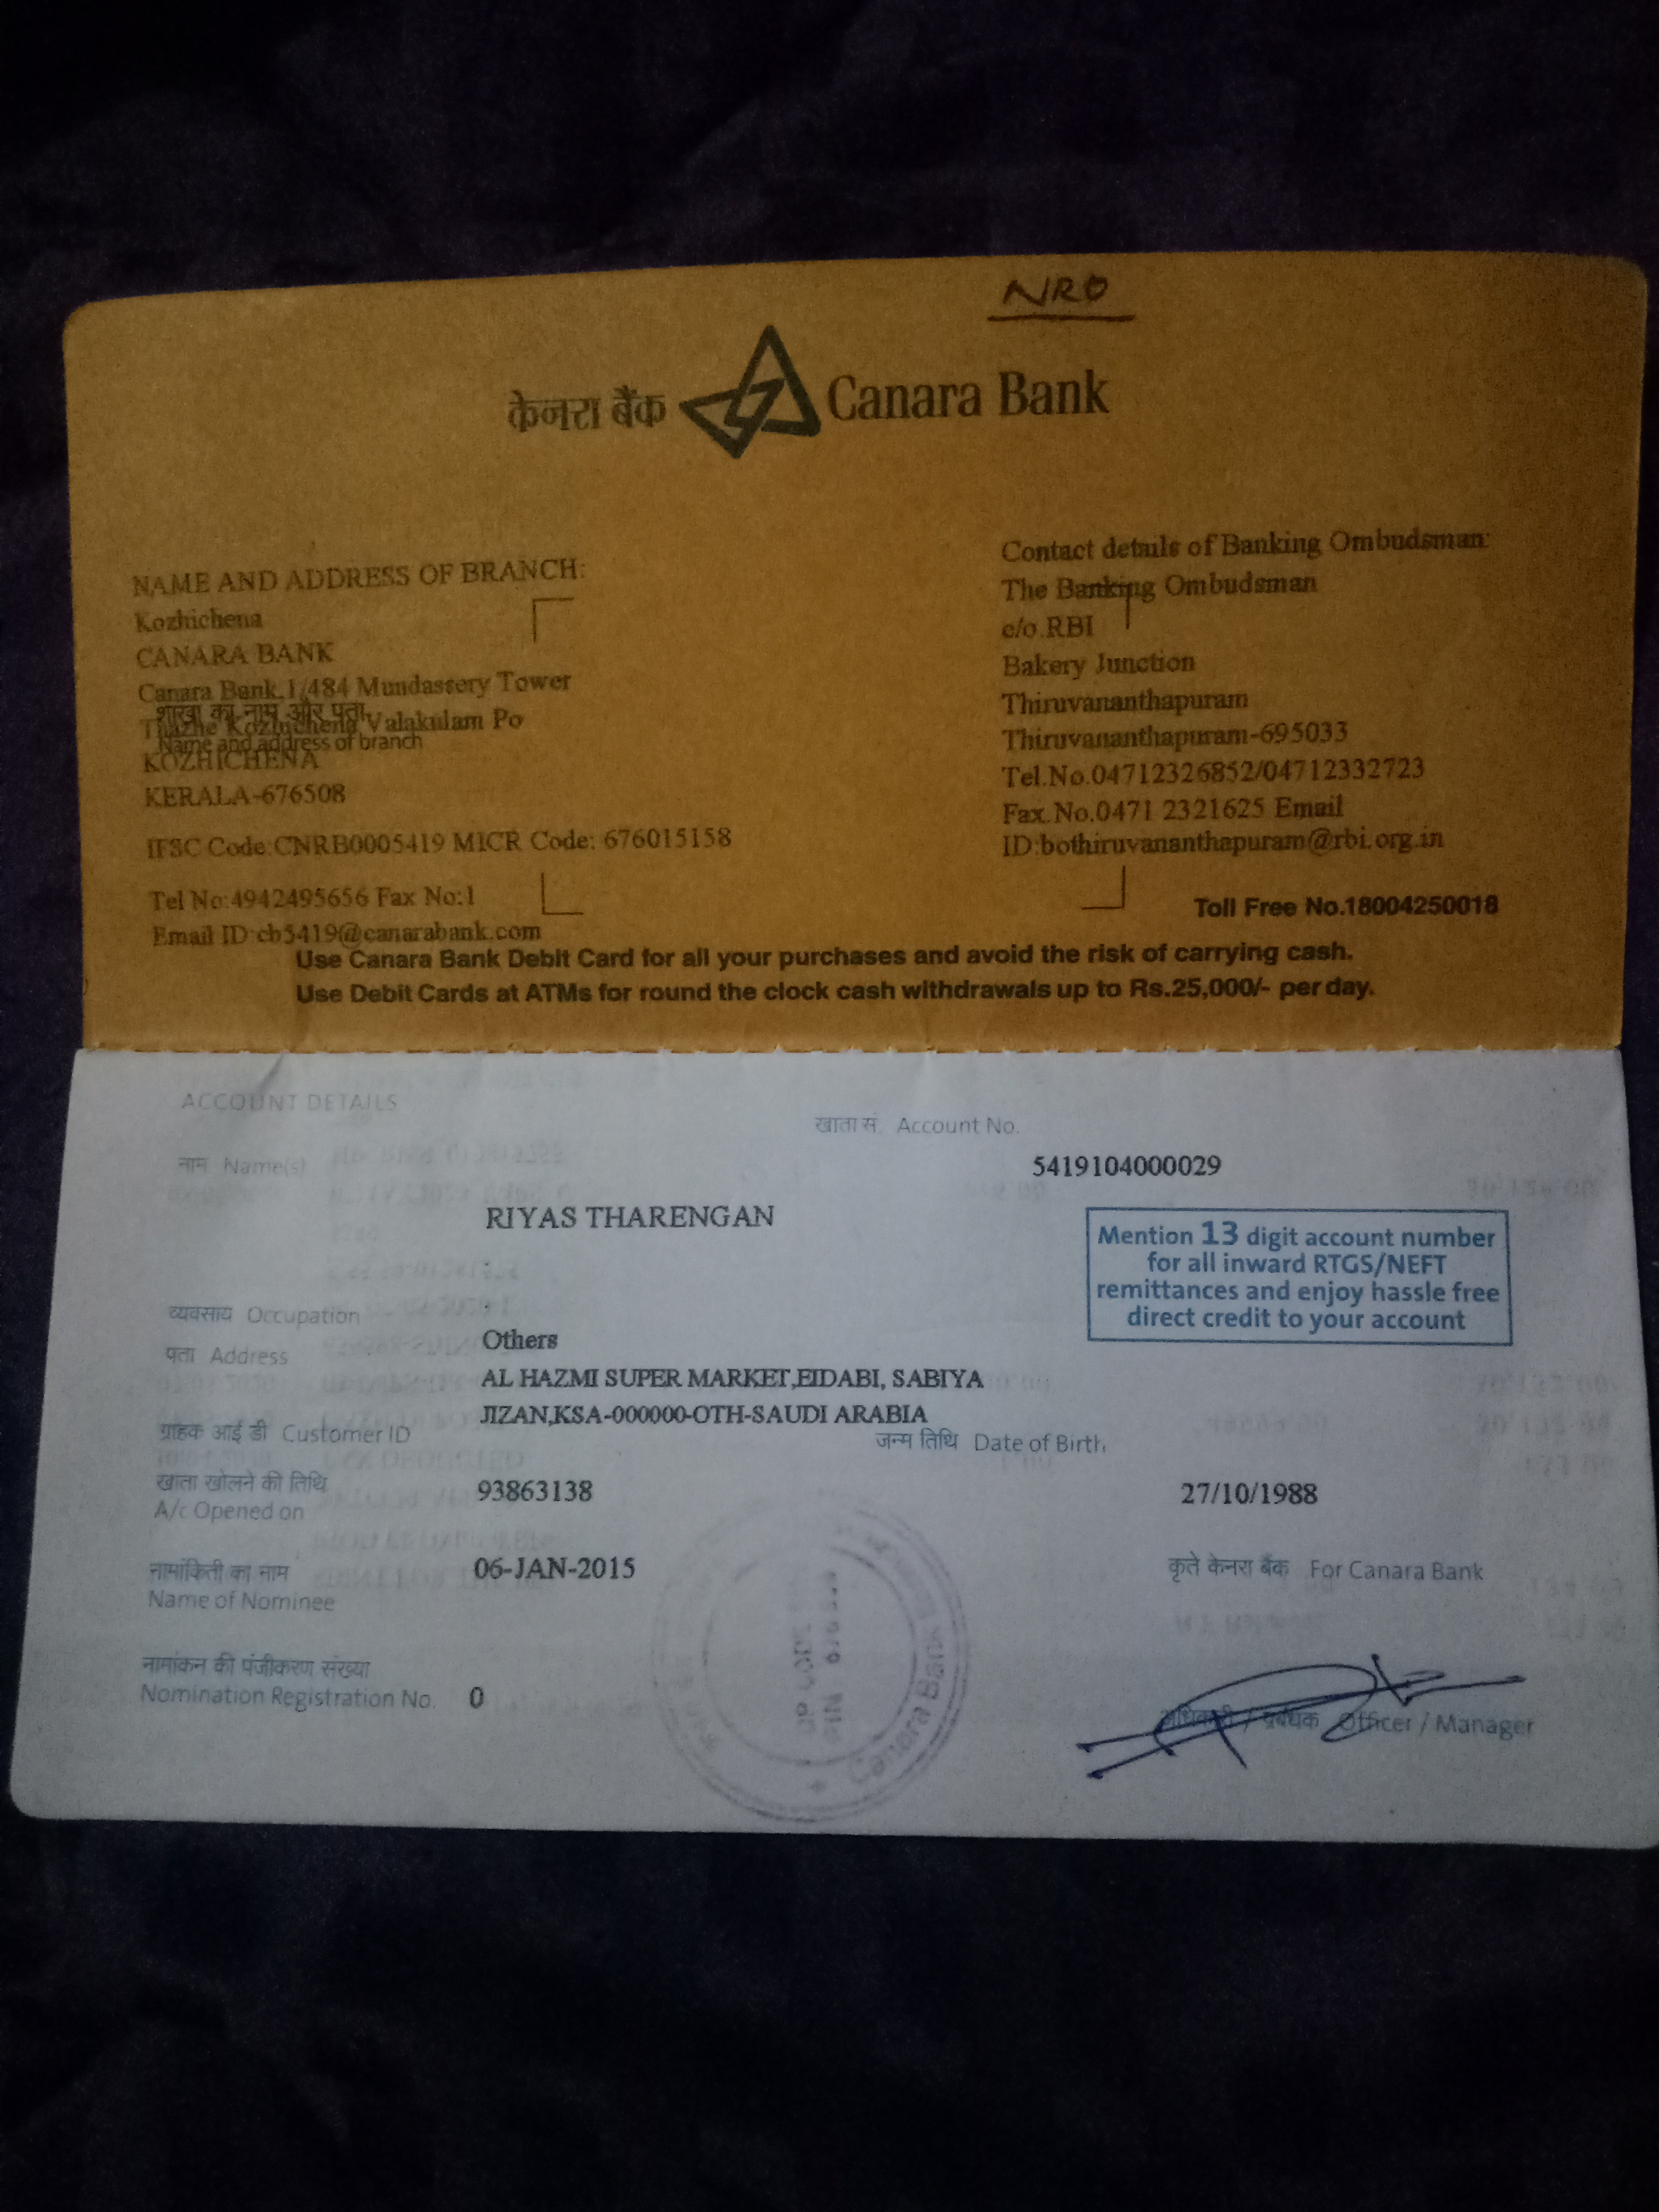 NRO
केनरा बैंक Canara Bank
NAME AND ADDRESS OF BRANCH:
Kozhichena
CANARA BANK
Canara Bank,1/484 Mundassery Tower
शाखा का नाम और पता
Thazhe Kozhichena Valakulam Po
Name and address of branch
KOZHICHENA
KERALA-676508
IFSC Code:CNRB0005419 MICR Code: 676015158
Tel No:4942495656 Fax No:1
Email ID:cb5419@canarabank.com
Contact details of Banking Ombudsman:
The Banking Ombudsman
c/o.RBI
Bakery Junction
Thiruvananthapuram
Thiruvananthapuram-695033
Tel.No.04712326852/04712332723
Fax.No.0471 2321625 Email
ID:bothiruvananthapuram@rbi.org.in
Toll Free No.18004250018
Use Canara Bank Debit Card for all your purchases and avoid the risk of carrying cash.
Use Debit Cards at ATMs for round the clock cash withdrawals up to Rs.25,000/- per day.
ACCOUNT DETAILS
खाता सं. Account No.
नाम Name(s)
5419104000029
RIYAS THARENGAN
Mention 13 digit account number
for all inward RTGS/NEFT
remittances and enjoy hassle free
direct credit to your account
व्यवसाय Occupation
Others
पता Address
AL HAZMI SUPER MARKET,EIDABI, SABIYA
JIZAN,KSA-000000-OTH-SAUDI ARABIA
ग्राहक आई डी Customer ID
जन्म तिथि Date of Birth
खाता खोलने की तिथि
93863138
27/10/1988
A/c Opened on
नामांकिती का नाम
06-JAN-2015
कृते केनरा बैंक For Canara Bank
Name of Nominee
नामांकन की पंजीकरण संख्या
Nomination Registration No. 0
अधिकारी / प्रबंधक Officer / Manager
Canara Bank